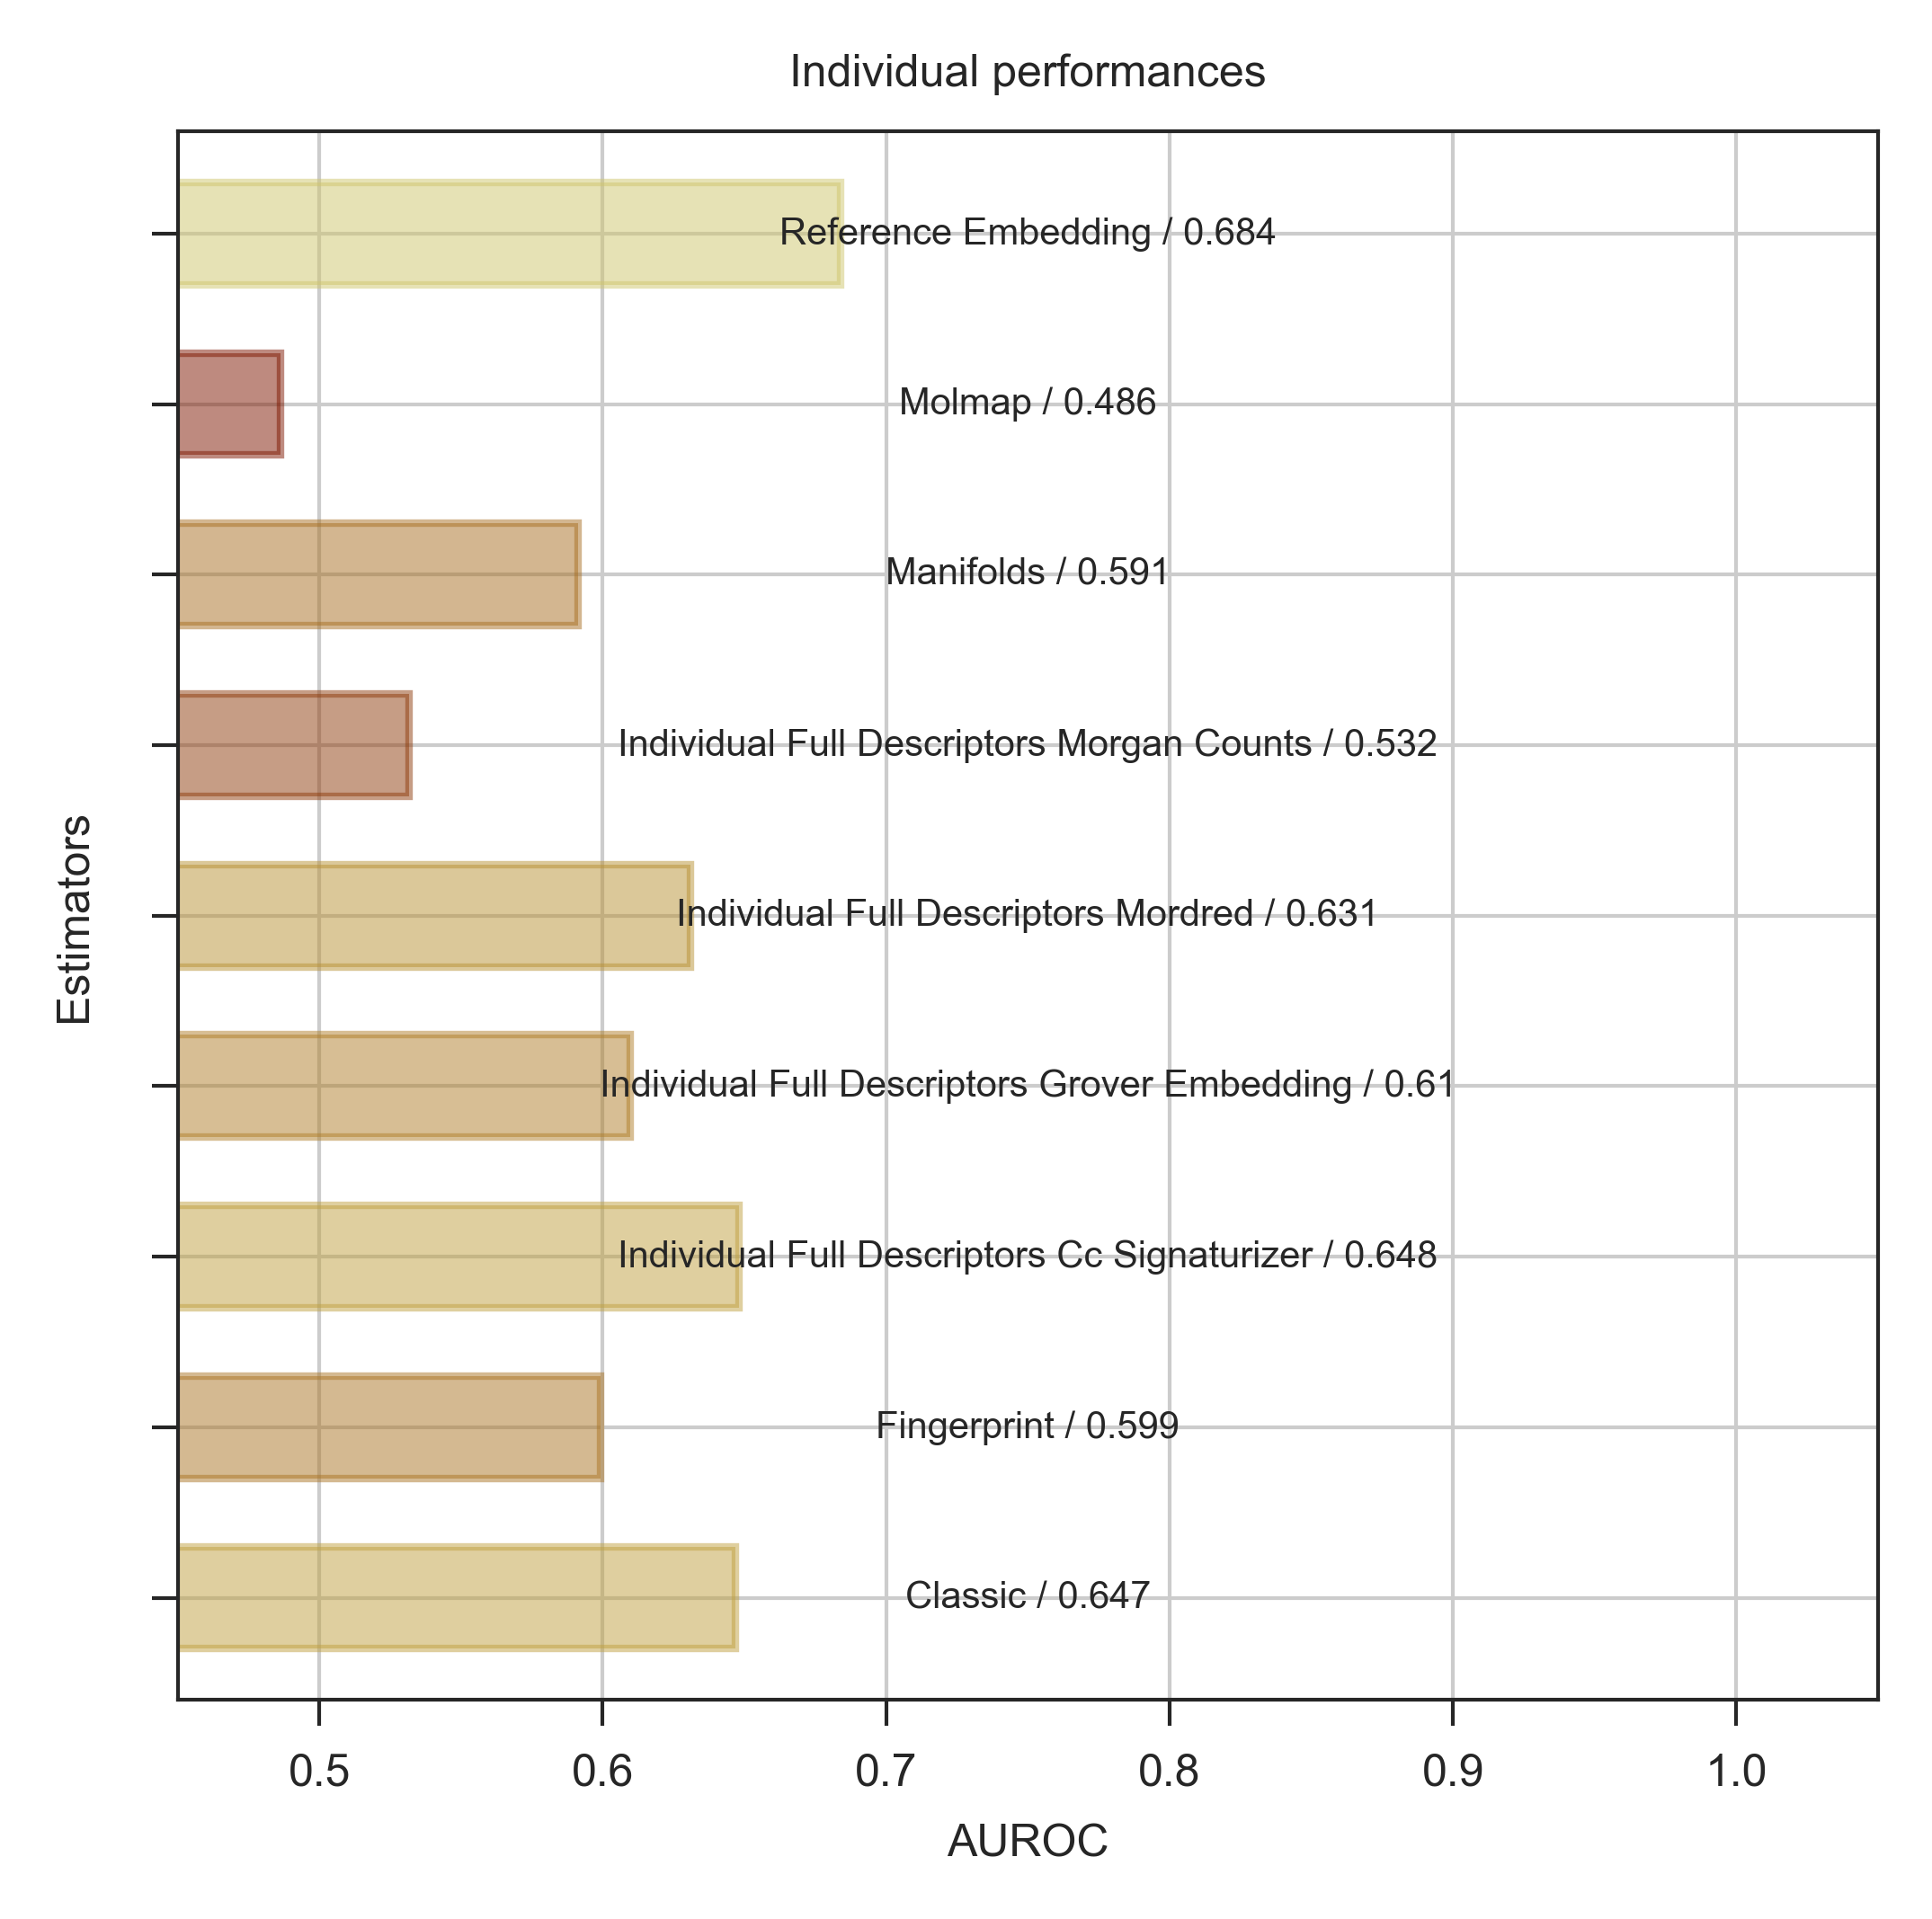 Individual performances
Reference Embedding / 0.684
Molmap / 0.486
Manifolds / 0.591
Individual Full Descriptors Morgan Counts / 0.532
Individual Full Descriptors Mordred / 0.631
Individual Full Descriptors Grover Embedding / 0.61
Individual Full Descriptors Cc Signaturizer / 0.648
Fingerprint / 0.599
Classic / 0.647
Estimators
0.5 0.6 0.7 0.8 0.9 1.0
AUROC